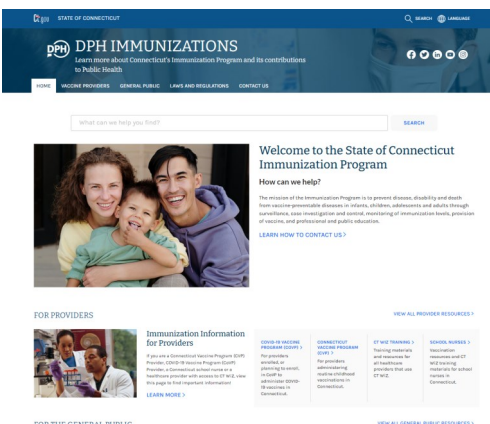 CT.gov STATE OF CONNECTICUT
SEARCH LANGUAGE
DPH DPH IMMUNIZATIONS
Learn more about Connecticut's Immunization Program and its contributions
to Public Health
HOME VACCINE PROVIDERS GENERAL PUBLIC LAWS AND REGULATIONS CONTACT US
What can we help you find?
SEARCH
Welcome to the State of Connecticut
Immunization Program
How can we help?
The mission of the Immunization Program is to prevent disease, disability and death
from vaccine-preventable diseases in infants, children, adolescents and adults through
surveillance, case investigation and control, monitoring of immunization levels, provision
of vaccine, and professional and public education.
LEARN HOW TO CONTACT US >
FOR PROVIDERS
VIEW ALL PROVIDER RESOURCES >
Immunization Information
for Providers
If you are a Connecticut Vaccine Program (CVP)
Provider, COVID-19 Vaccine Program (CoVP)
Provider, a Connecticut school nurse or a
healthcare provider with access to CT WiZ, view
this page to find important information!
LEARN MORE >
COVID-19 VACCINE
PROGRAM (COVP) >
For providers
enrolled, or
planning to enroll,
in CoVP to
administer COVID-
19 vaccines in
Connecticut.
CONNECTICUT
VACCINE PROGRAM
(CVP) >
For providers
administering
routine childhood
vaccinations in
Connecticut.
CT WIZ TRAINING >
Training materials
and resources for
all healthcare
providers that use
CT WiZ.
SCHOOL NURSES >
Vaccination
resources and CT
WiZ training
materials for school
nurses in
Connecticut.
FOR THE GENERAL PUBLIC
VIEW ALL GENERAL PUBLIC RESOURCES >